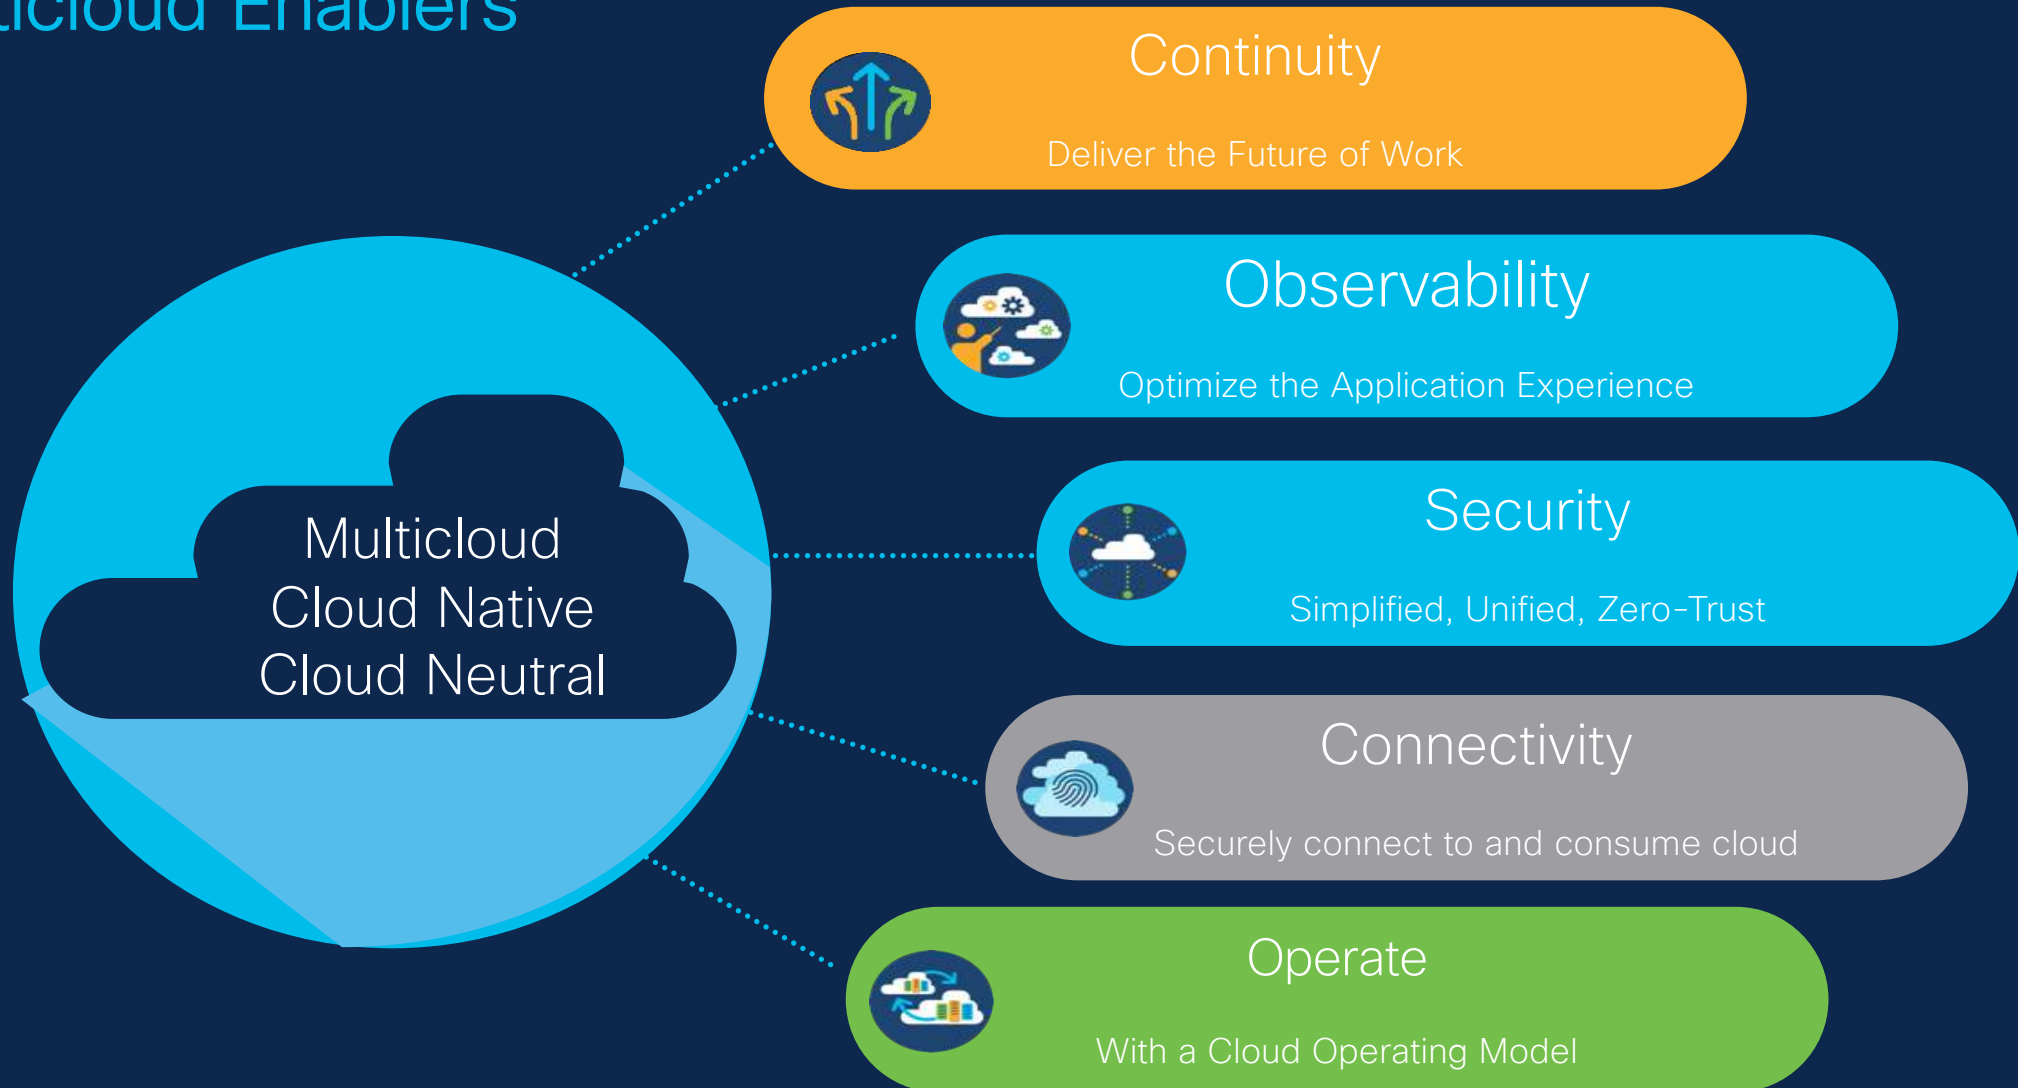 Enablers
Continuity
Deliver the Future of Work
Observability
Optimize the Application Experience
Multicloud
Cloud Native
Cloud Neutral
Security
Simplified, Unified, Zero-Trust
Connectivity
Securely connect to and consume cloud
Operate
With a Cloud Operating Model